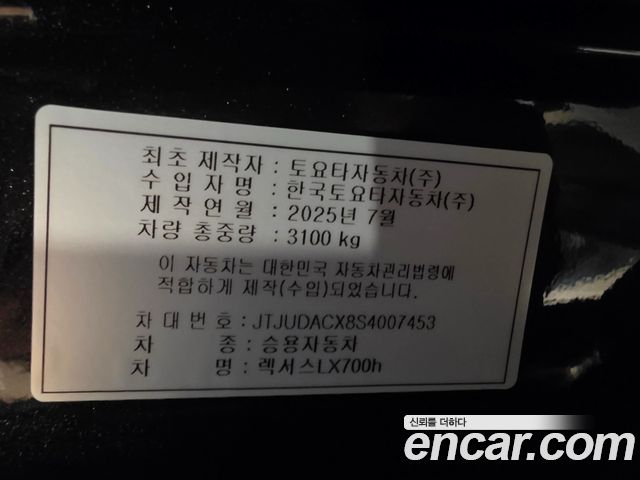 최초 제작자 : 토요타자동차(주)
수 입 자 명 : 한국토요타자동차(주)
제 작 연 월 : 2025년 7월
차량 총중량 : 3100 kg
이 자동차는 대한민국 자동차관리법령에
적합하게 제작(수입)되었습니다.
차 대 번 호 : JTJUDACX8S4007453
차 종 : 승용자동차
차 명 : 렉서스LX700h
신뢰를 더하다
encar.com